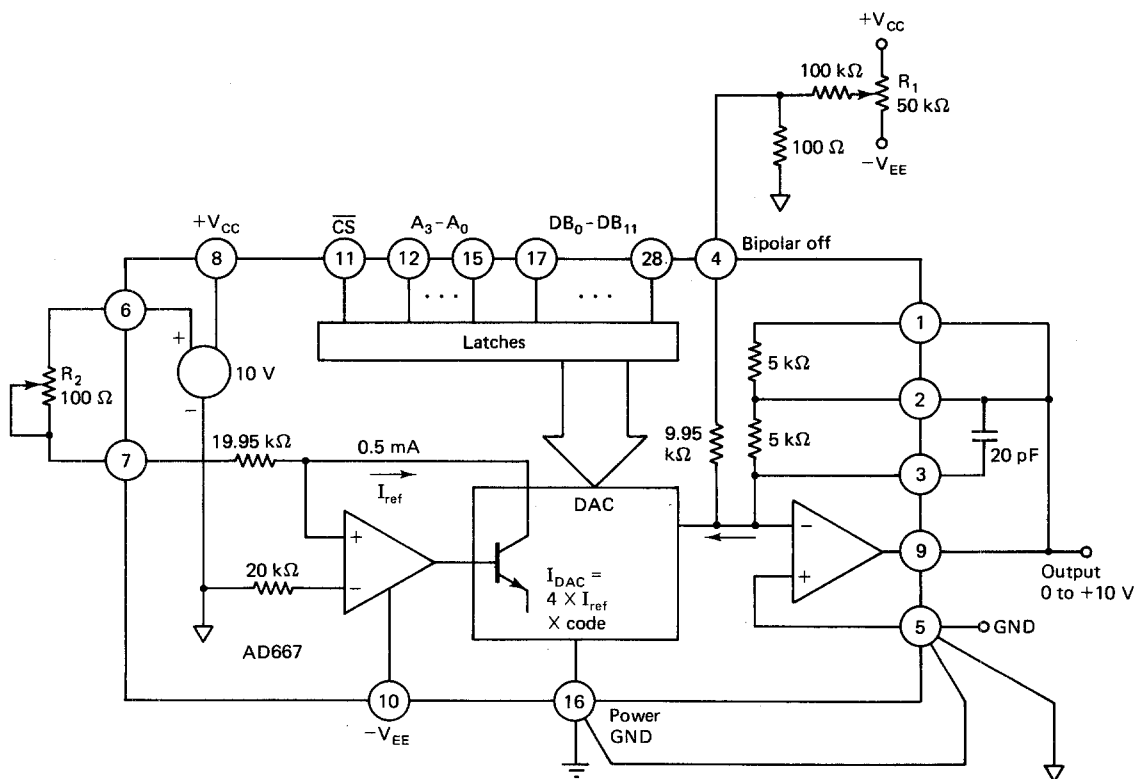 +V_CC
100 kΩ
R_1
50 kΩ
100 Ω
-V_EE
+V_CC
C̅S̅
A_3-A_0
DB_0-DB_11
Bipolar off
8
11
12
15
17
28
4
6
. . .
. . .
1
+
Latches
5 kΩ
R_2
100 Ω
10 V
2
-
9.95
kΩ
5 kΩ
20 pF
7
19.95 kΩ
0.5 mA
I_ref
3
DAC
+
-
9
20 kΩ
-
I_DAC =
4 × I_ref
× code
+
Output
0 to +10 V
5
GND
AD667
10
16
Power
GND
-V_EE